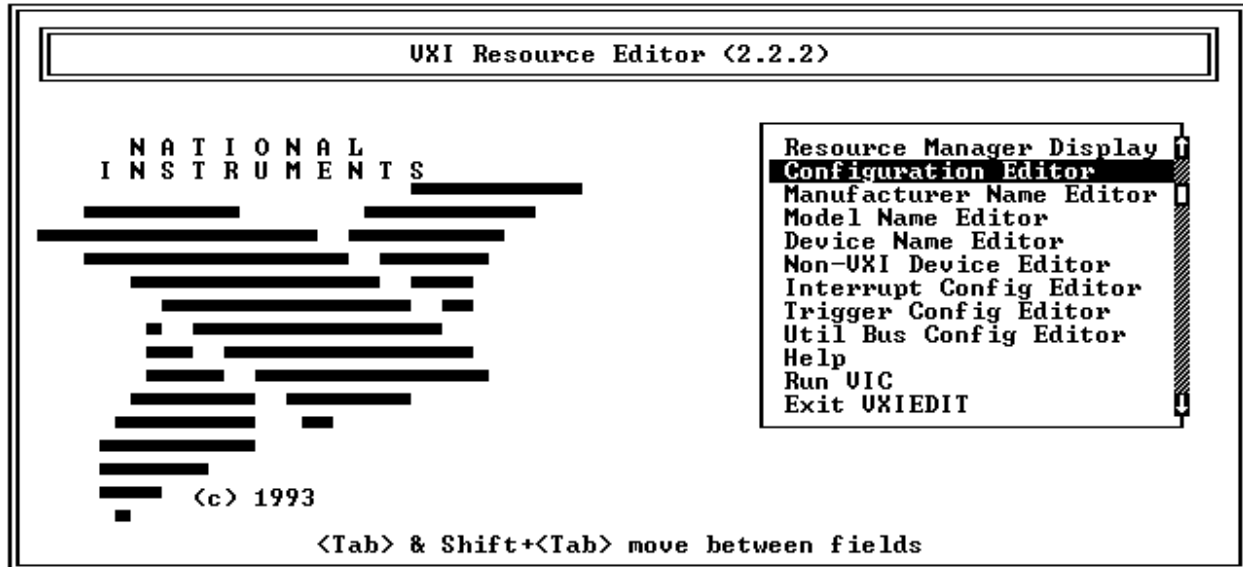 VXI Resource Editor (2.2.2)
N A T I O N A L
I N S T R U M E N T S
Resource Manager Display
Configuration Editor
Manufacturer Name Editor
Model Name Editor
Device Name Editor
Non-VXI Device Editor
Interrupt Config Editor
Trigger Config Editor
Util Bus Config Editor
Help
Run VIC
Exit VXIEDIT
(c) 1993
<Tab> & Shift+<Tab> move between fields